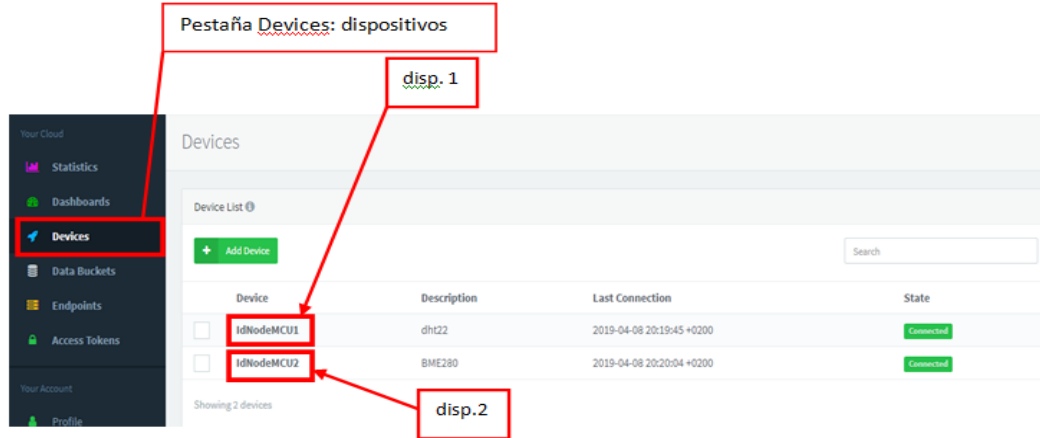 Pestaña Devices: dispositivos
disp. 1
Your Cloud
Statistics
Dashboards
Devices
Data Buckets
Endpoints
Access Tokens
Your Account
Profile
Devices
Device List
+ Add Device
Search
Device Description Last Connection State
IdNodeMCU1 dht22 2019-04-08 20:19:45 +0200 Connected
IdNodeMCU2 BME280 2019-04-08 20:20:04 +0200 Connected
Showing 2 devices
disp.2